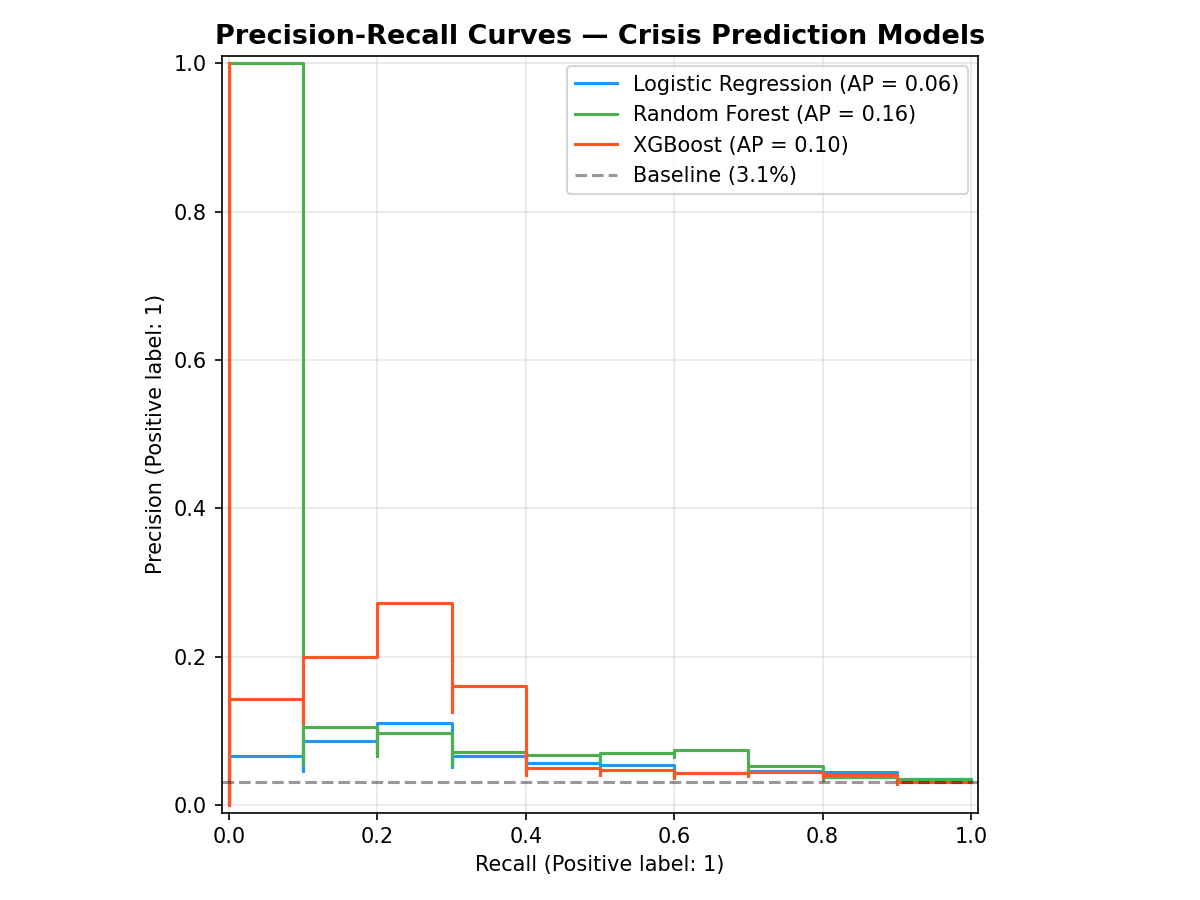 Precision-Recall Curves — Crisis Prediction Models
Logistic Regression (AP = 0.06)
Random Forest (AP = 0.16)
XGBoost (AP = 0.10)
Baseline (3.1%)
Precision (Positive label: 1)
1.0
0.8
0.6
0.4
0.2
0.0
0.0 0.2 0.4 0.6 0.8 1.0
Recall (Positive label: 1)